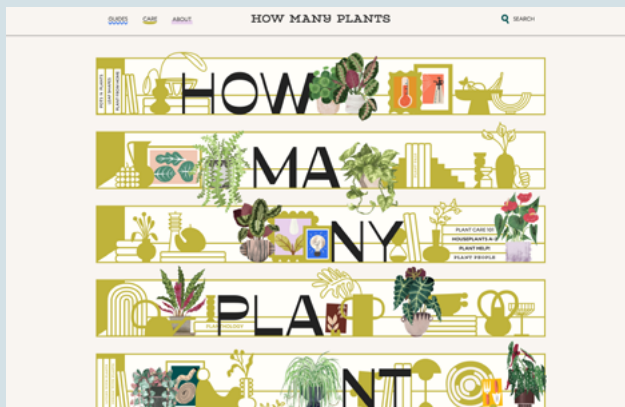 GUIDES CARE ABOUT HOW MANY PLANTS SEARCH
HOW
MA
NY
PLANT CARE 101
HOUSEPLANTS A-Z
PLANT HELP!
PLANT PEOPLE
PLA
NT